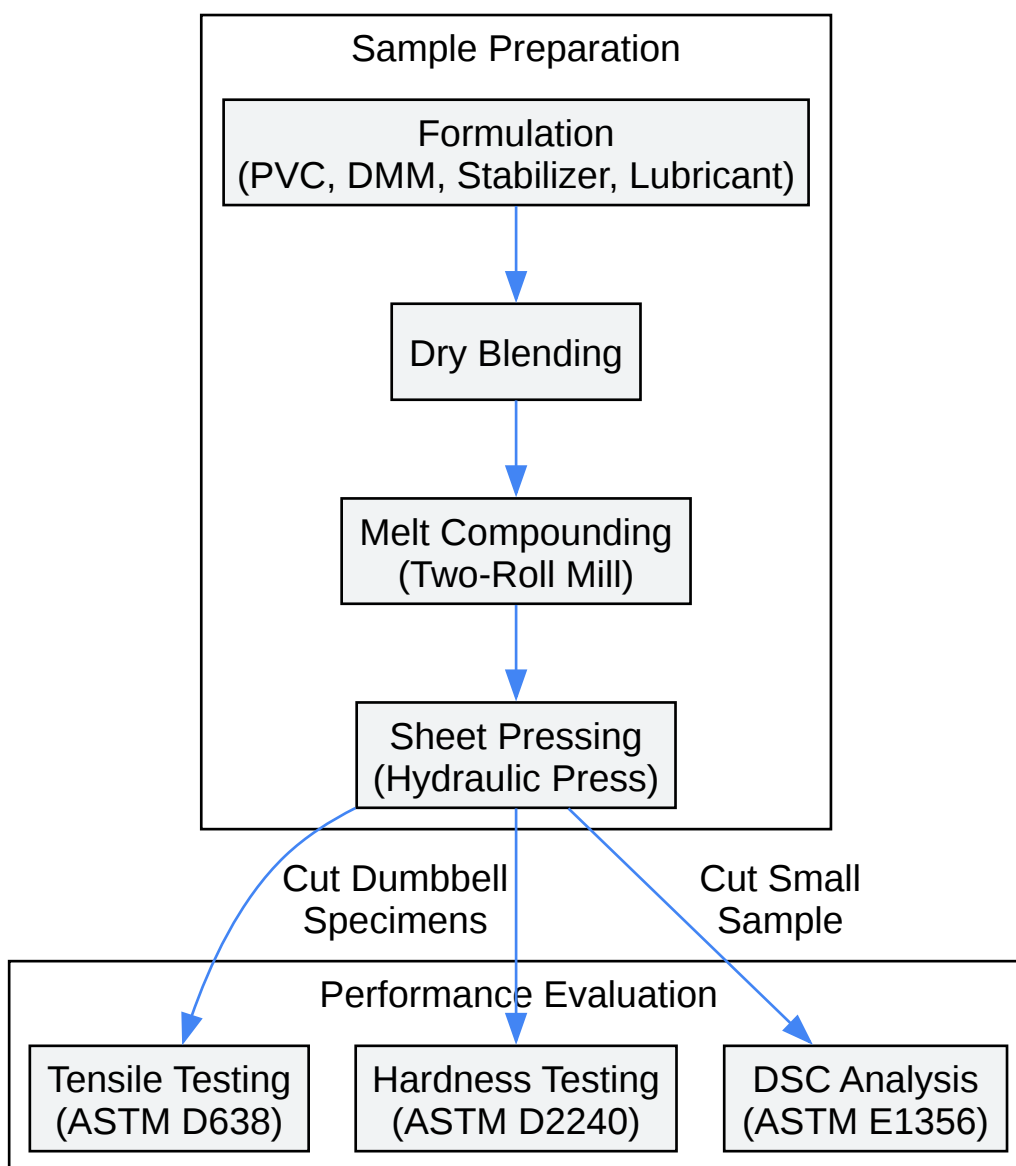 Sample Preparation
Formulation
(PVC, DMM, Stabilizer, Lubricant)
Dry Blending
Melt Compounding
(Two-Roll Mill)
Sheet Pressing
(Hydraulic Press)
Cut Dumbbell
Specimens
Cut Small
Sample
Performance Evaluation
Tensile Testing
(ASTM D638)
Hardness Testing
(ASTM D2240)
DSC Analysis
(ASTM E1356)